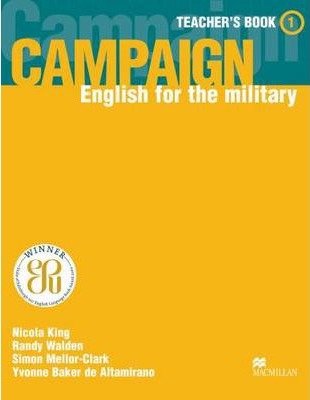 Campaign
TEACHER'S BOOK 1
CAMPAIGN
English for the military
WINNER
ESU
Nicola King
Randy Walden
Simon Mellor-Clark
Yvonne Baker de Altamirano
MACMILLAN